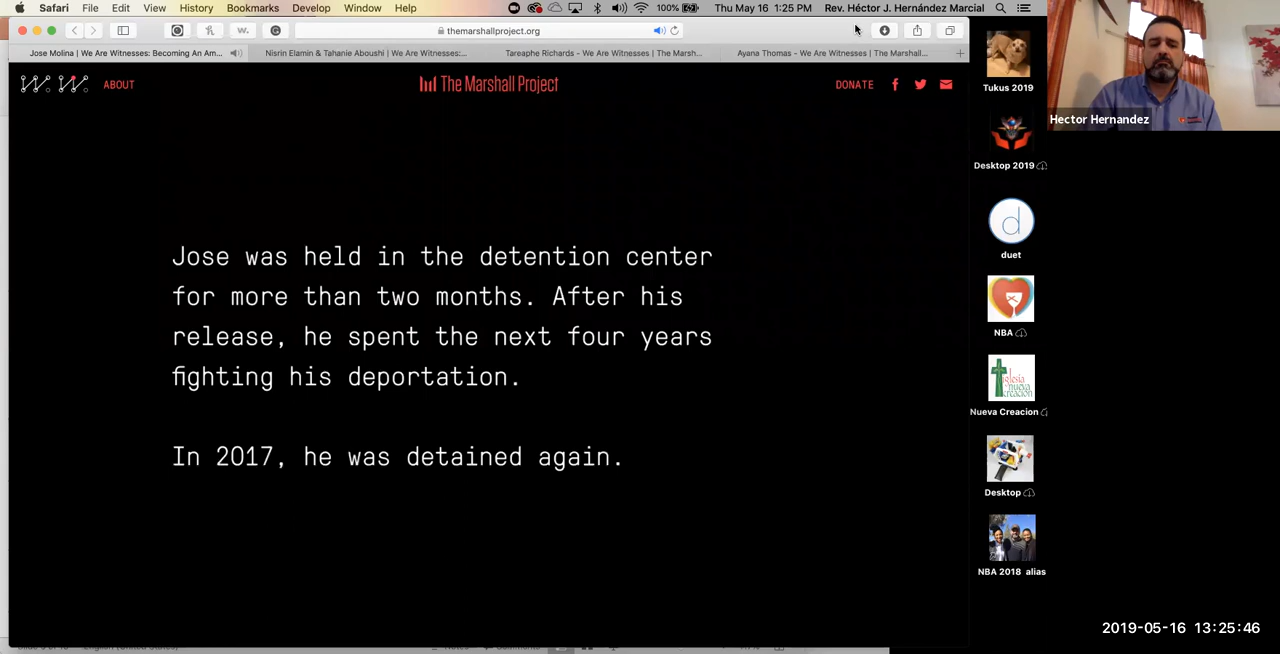 Safari File Edit View History Bookmarks Develop Window Help 100% Thu May 16 1:25 PM Rev. Héctor J. Hernández Marcial
themarshallproject.org
Jose Molina | We Are Witnesses: Becoming An Am... Nisrin Elamin & Tahanie Aboushi | We Are Witnesses:... Tareaphe Richards - We Are Witnesses | The Marsh... Ayana Thomas - We Are Witnesses | The Marshall...
ABOUT The Marshall Project DONATE
Jose was held in the detention center
for more than two months. After his
release, he spent the next four years
fighting his deportation.
In 2017, he was detained again.
Tukus 2019
Desktop 2019
d
duet
NBA
iglesia
nueva
creacion
Nueva Creacion
Desktop
NBA 2018 alias
Hector Hernandez
2019-05-16 13:25:46